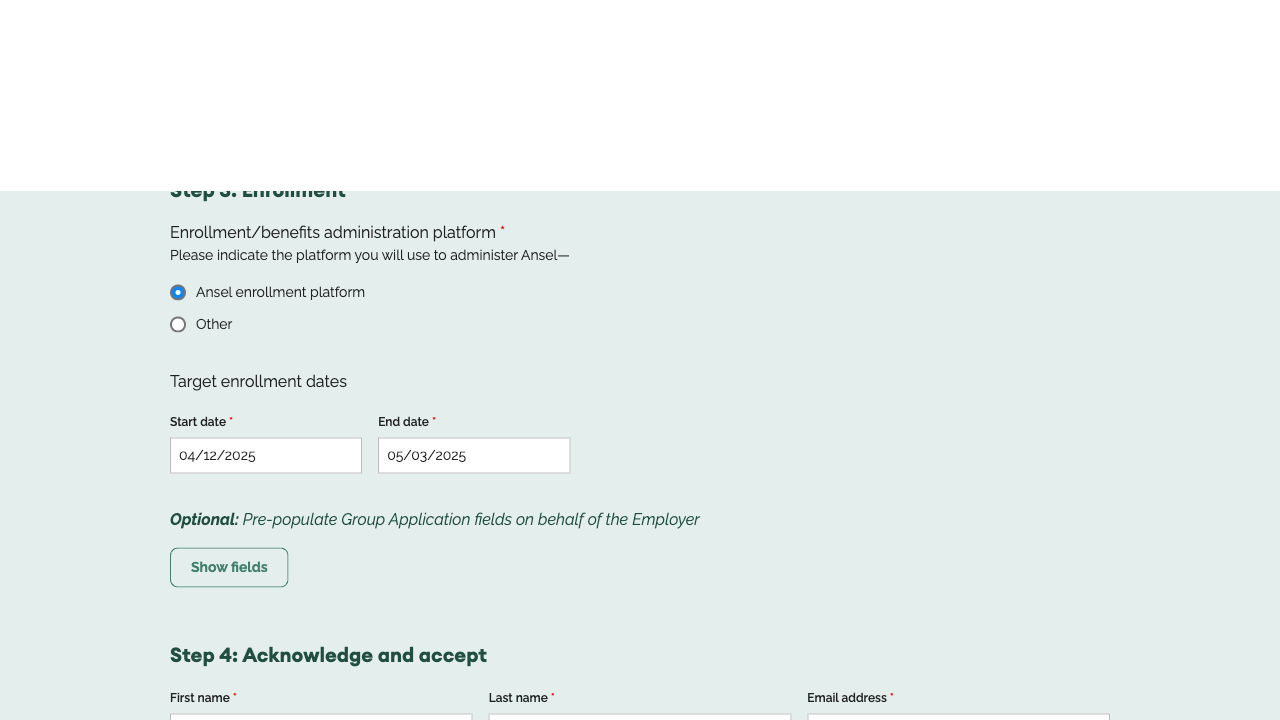 Step 3: Enrollment
Enrollment/benefits administration platform *
Please indicate the platform you will use to administer Ansel—
Ansel enrollment platform
Other
Target enrollment dates
Start date * End date *
04/12/2025 05/03/2025
Optional: Pre-populate Group Application fields on behalf of the Employer
Show fields
Step 4: Acknowledge and accept
First name * Last name * Email address *